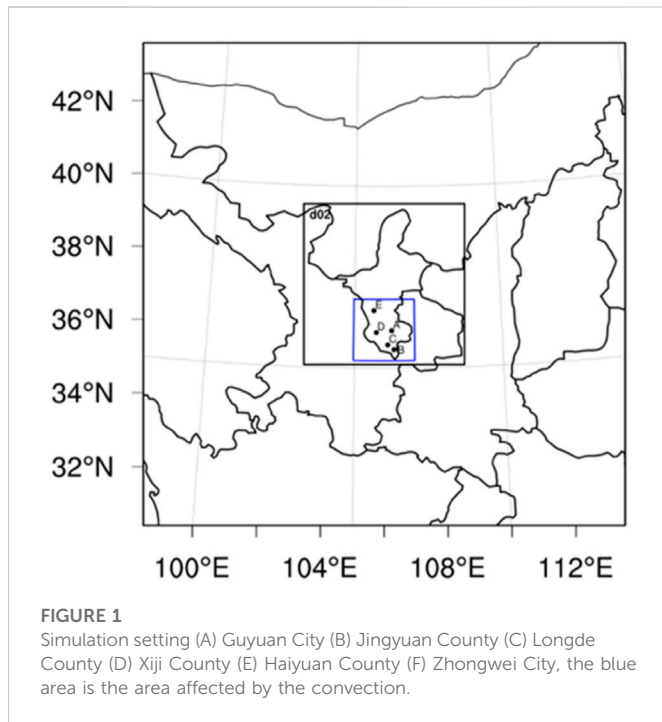 42°N
40°N
d02
38°N
E
36°N
A
D
C
B
34°N
32°N
100°E 104°E 108°E 112°E
FIGURE 1
Simulation setting (A) Guyuan City (B) Jingyuan County (C) Longde
County (D) Xiji County (E) Haiyuan County (F) Zhongwei City, the blue
area is the area affected by the convection.